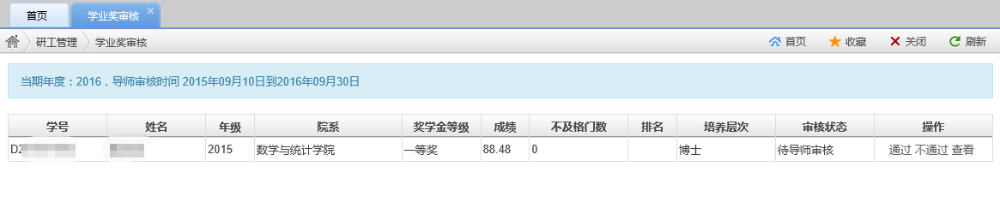 首页 学业奖审核
研工管理 学业奖审核 首页 收藏 关闭 刷新
当期年度：2016，导师审核时间 2015年09月10日到2016年09月30日
学号 姓名 年级 院系 奖学金等级 成绩 不及格门数 排名 培养层次 审核状态 操作
2015 数学与统计学院 一等奖 88.48 0 博士 待导师审核 通过 不通过 查看